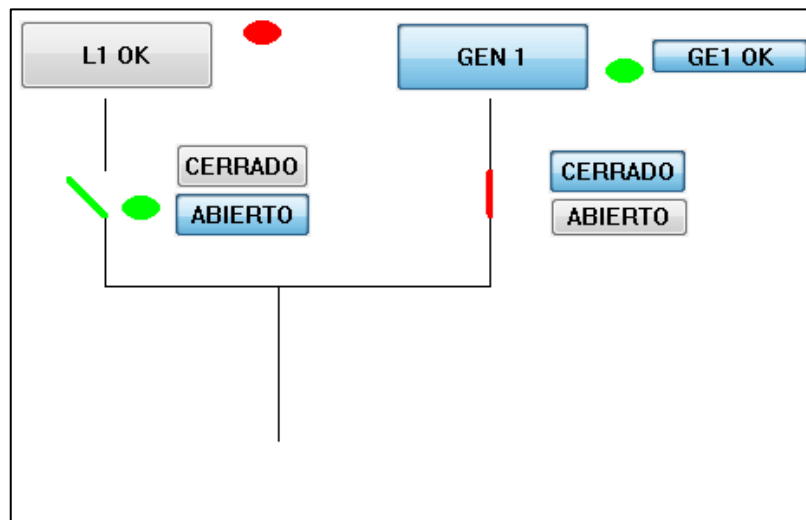 L1 OK
GEN 1
GE1 OK
CERRADO
ABIERTO
CERRADO
ABIERTO